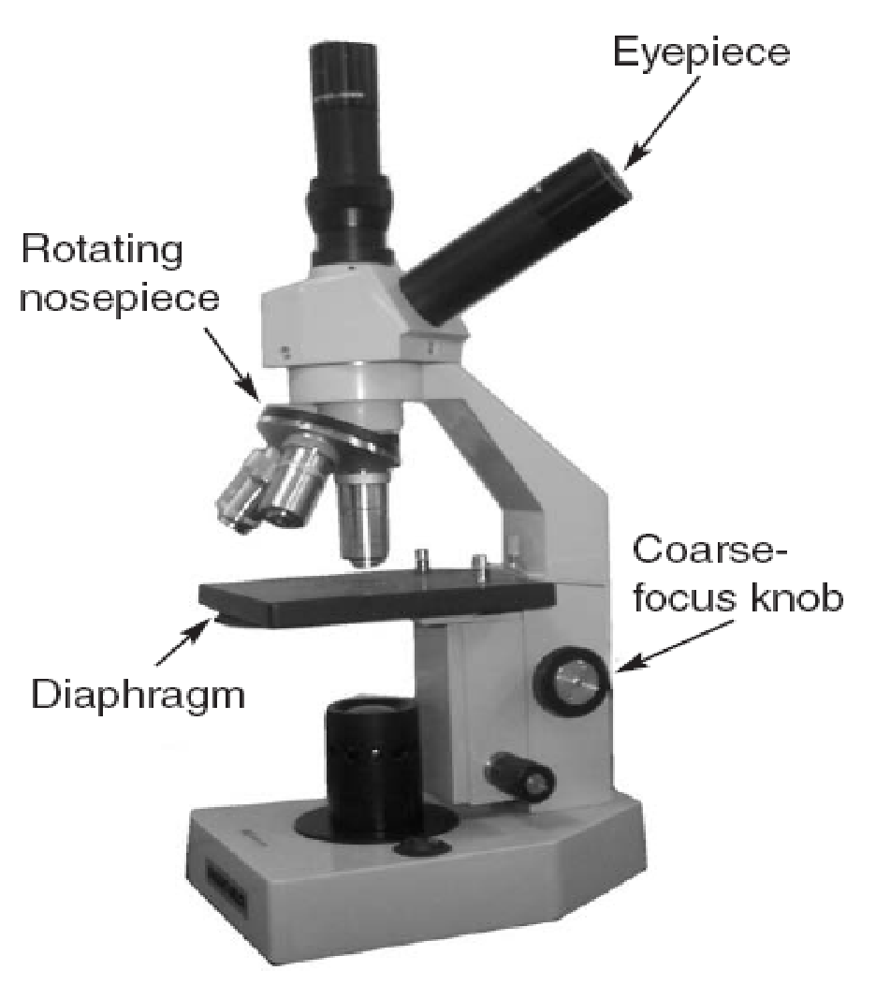 Eyepiece
Rotating
nosepiece
Coarse-
focus knob
Diaphragm